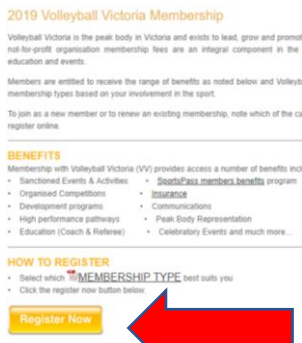 2019 Volleyball Victoria Membership
Volleyball Victoria is the peak body in Victoria and exists to lead, grow and promot
not-for-profit organisation membership fees are an integral component in the
education and events.
Members are entitled to receive the range of benefits as noted below and Volleyb
membership types based on your involvement in the sport.
To join as a new member or to renew an existing membership, note which of the ca
register online.
BENEFITS
Membership with Volleyball Victoria (VV) provides access a number of benefits incl
• Sanctioned Events & Activities • SportsPass members benefits program
• Organised Competitions • Insurance
• Development programs • Communications
• High performance pathways • Peak Body Representation
• Education (Coach & Referee) • Celebratory Events and much more...
HOW TO REGISTER
• Select which MEMBERSHIP TYPE best suits you
• Click the register now button below.
Register Now